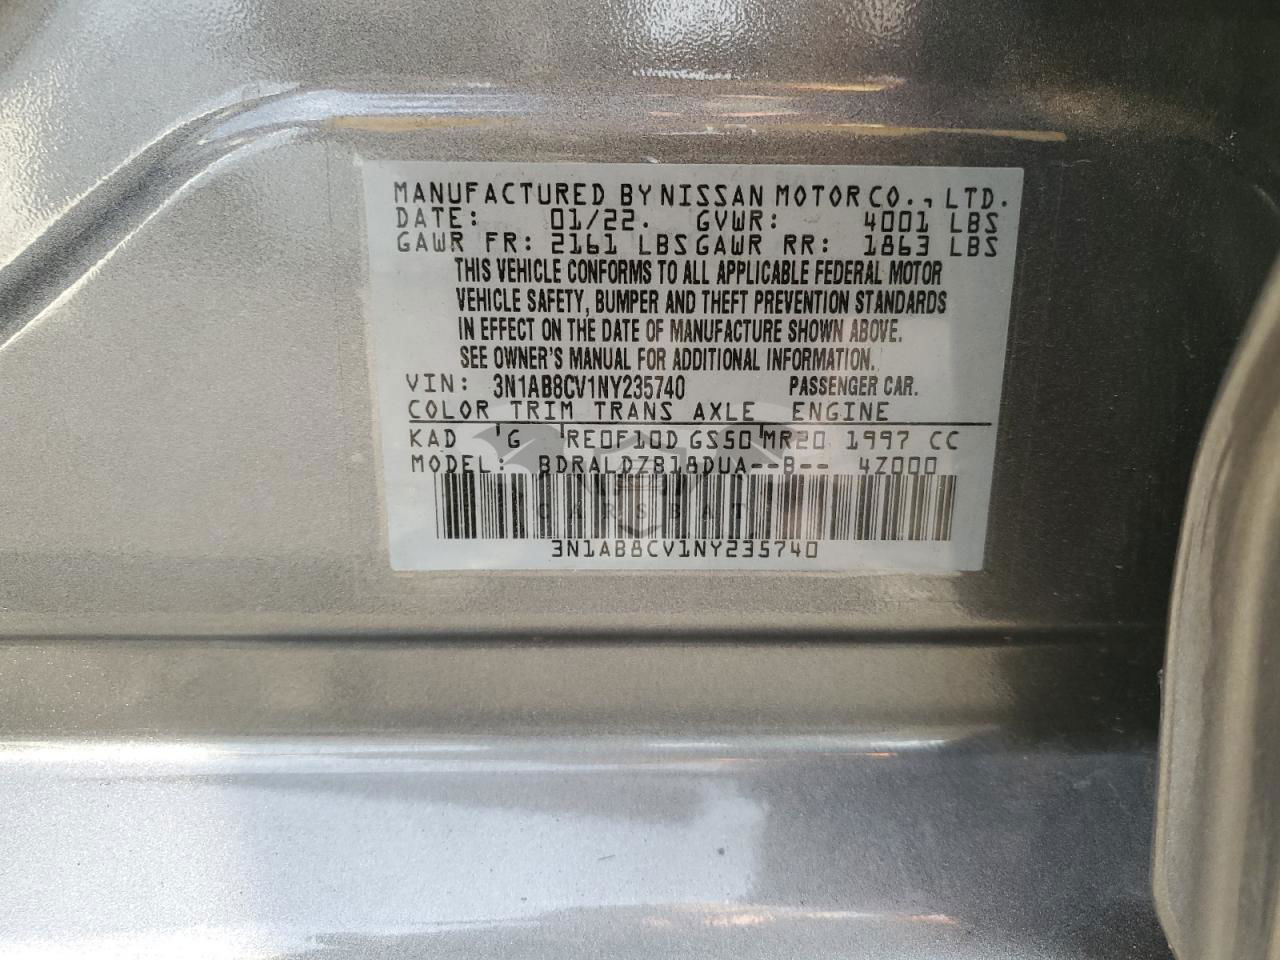 MANUFACTURED BY NISSAN MOTOR CO., LTD.
DATE: 01/22. GVWR: 4001 LBS
GAWR FR: 2161 LBS GAWR RR: 1863 LBS
THIS VEHICLE CONFORMS TO ALL APPLICABLE FEDERAL MOTOR
VEHICLE SAFETY, BUMPER AND THEFT PREVENTION STANDARDS
IN EFFECT ON THE DATE OF MANUFACTURE SHOWN ABOVE.
SEE OWNER'S MANUAL FOR ADDITIONAL INFORMATION.
VIN: 3N1AB8CV1NY235740 PASSENGER CAR.
COLOR TRIM TRANS AXLE ENGINE
KAD G RE0F10D GS50 MR20 1997 CC
MODEL: BDRALDZB18DUA--B-- 4Z000
CARSBAT
3N1AB8CV1NY235740